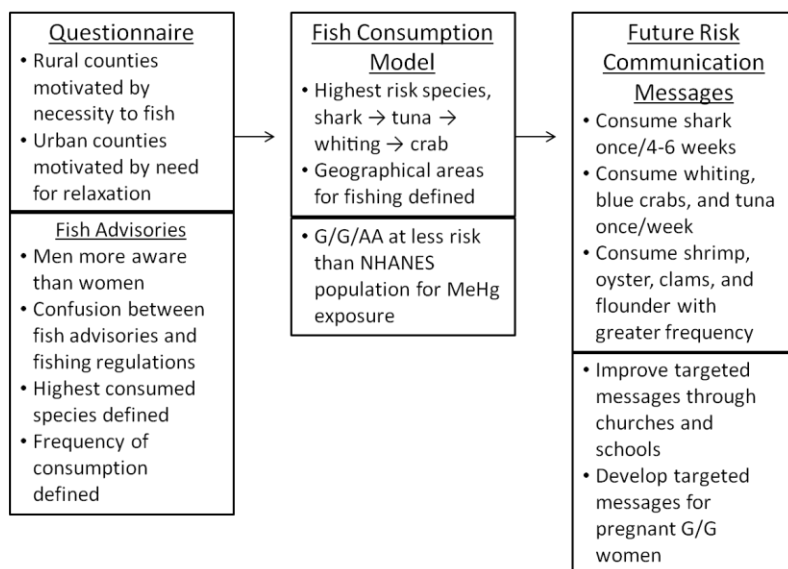 Questionnaire
• Rural counties
motivated by
necessity to fish
• Urban counties
motivated by need
for relaxation
Fish Advisories
• Men more aware
than women
• Confusion between
fish advisories and
fishing regulations
• Highest consumed
species defined
• Frequency of
consumption
defined
Fish Consumption
Model
• Highest risk species,
shark → tuna →
whiting → crab
• Geographical areas
for fishing defined
• G/G/AA at less risk
than NHANES
population for MeHg
exposure
Future Risk
Communication
Messages
• Consume shark
once/4-6 weeks
• Consume whiting,
blue crabs, and tuna
once/week
• Consume shrimp,
oyster, clams, and
flounder with
greater frequency
• Improve targeted
messages through
churches and
schools
• Develop targeted
messages for
pregnant G/G
women